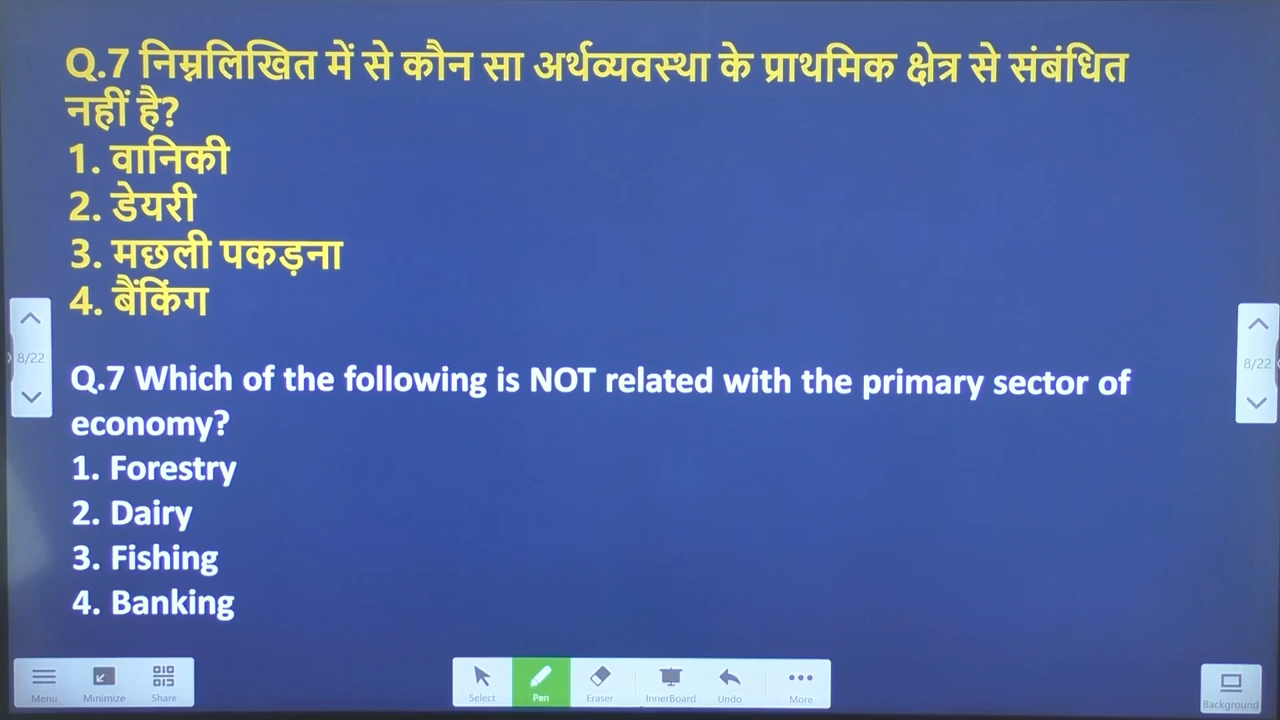 Q.7 निम्नलिखित में से कौन सा अर्थव्यवस्था के प्राथमिक क्षेत्र से संबंधित
नहीं है?
1. वानिकी
2. डेयरी
3. मछली पकड़ना
4. बैंकिंग
8/22
8/22
Q.7 Which of the following is NOT related with the primary sector of
economy?
1. Forestry
2. Dairy
3. Fishing
4. Banking
Menu
Minimize
Share
Select
Pen
Eraser
InnerBoard
Undo
More
Background